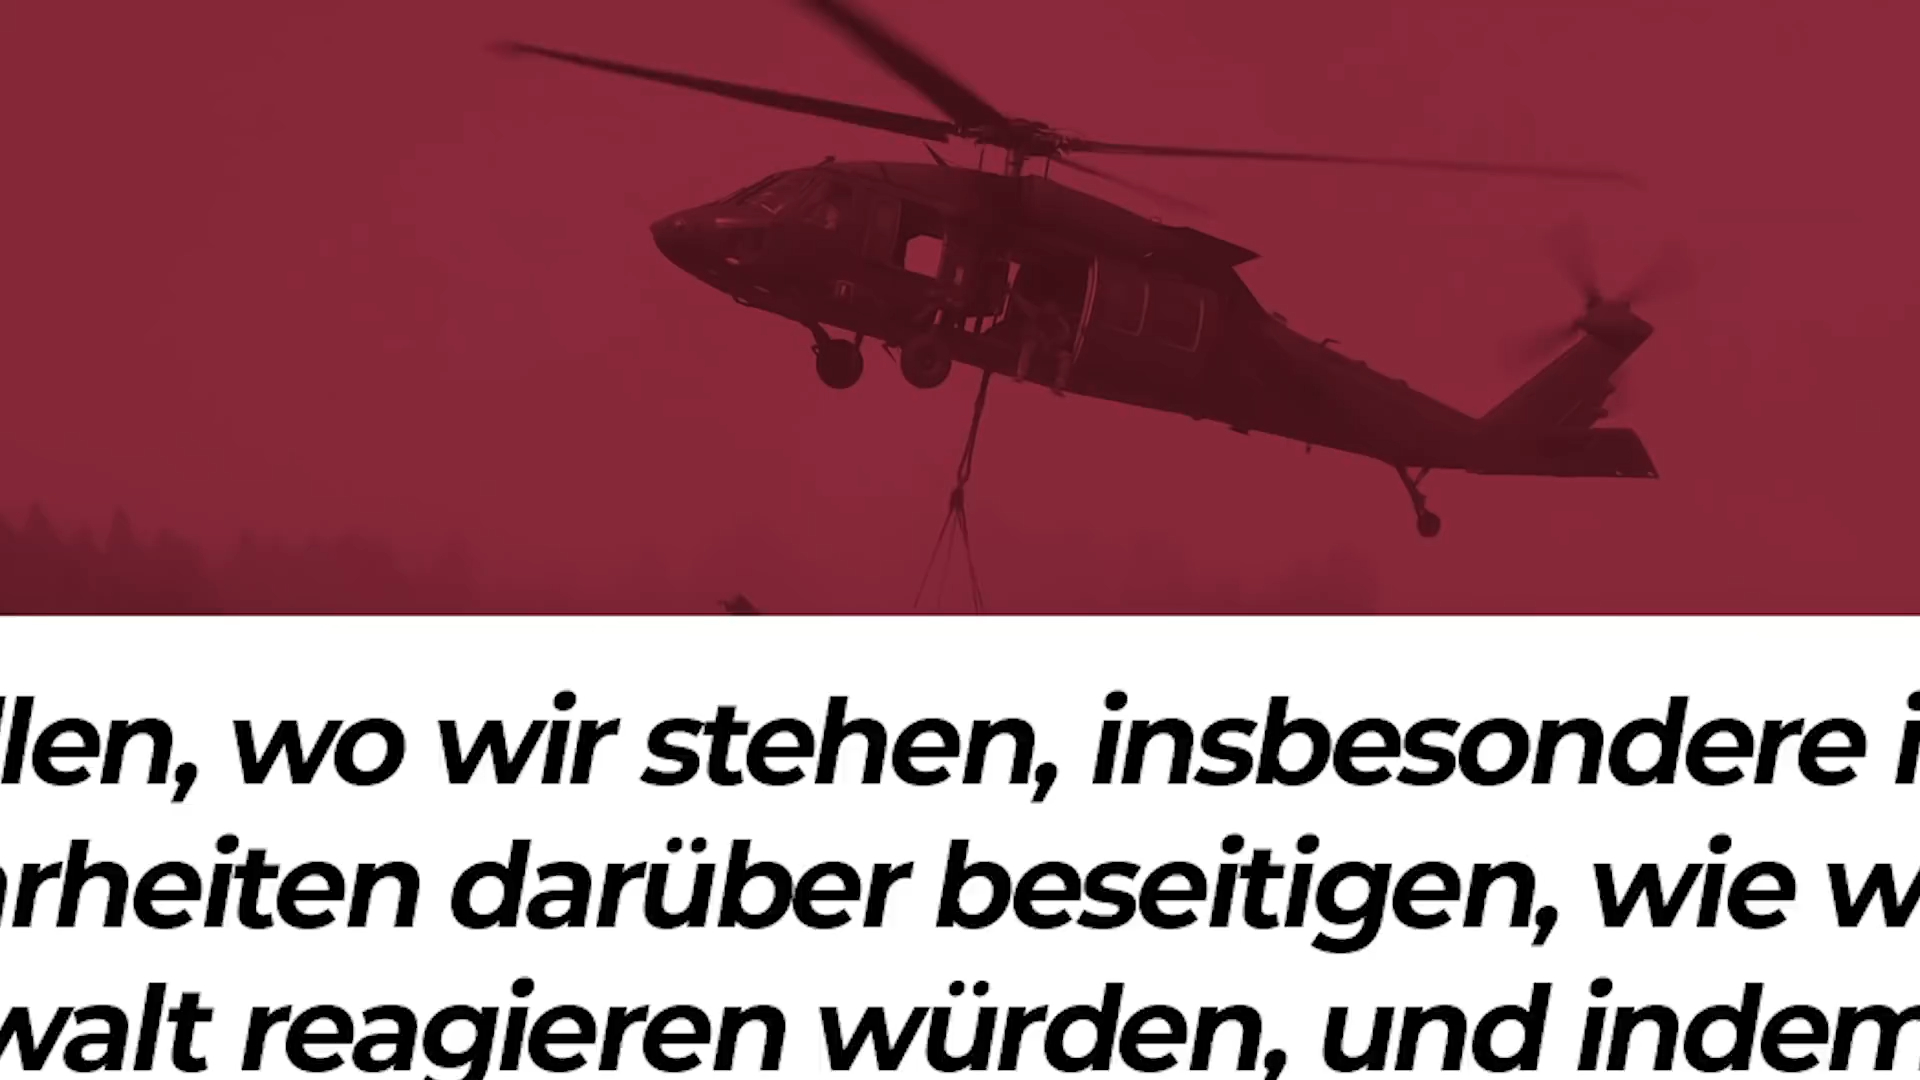 llen, wo wir stehen, insbesondere i
arheiten darüber beseitigen, wie w
walt reagieren würden, und indem